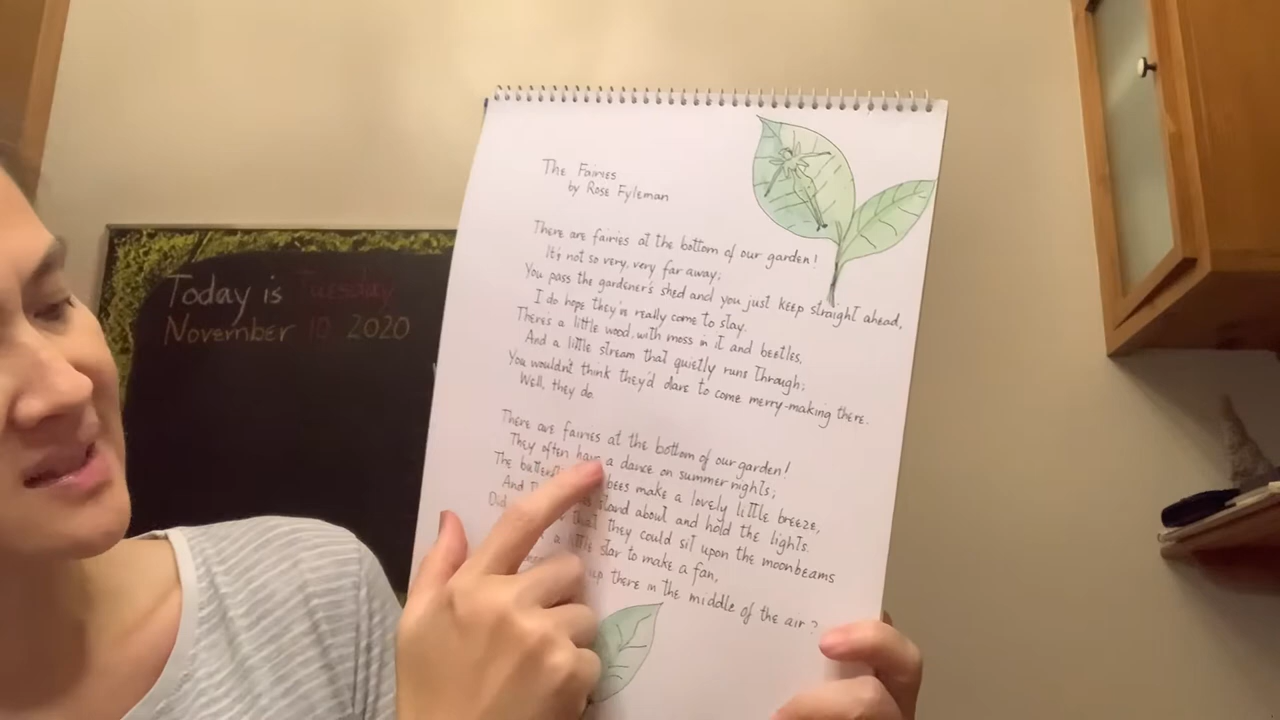 Today is Tuesday
November 10 2020
The Fairies
by Rose Fyleman
There are fairies at the bottom of our garden!
It's not so very, very far away;
You pass the gardener's shed and you just keep straight ahead,
I do hope they've really come to stay.
There's a little wood, with moss in it and beetles,
And a little stream that quietly runs through;
You wouldn't think they'd dare to come merry-making there.
Well, they do.
There are fairies at the bottom of our garden!
They often have a dance on summer nights;
The bees make a lovely little breeze,
And stand about and hold the lights.
Did that they could sit upon the moonbeams
a little star to make a fan,
up there in the middle of the air?